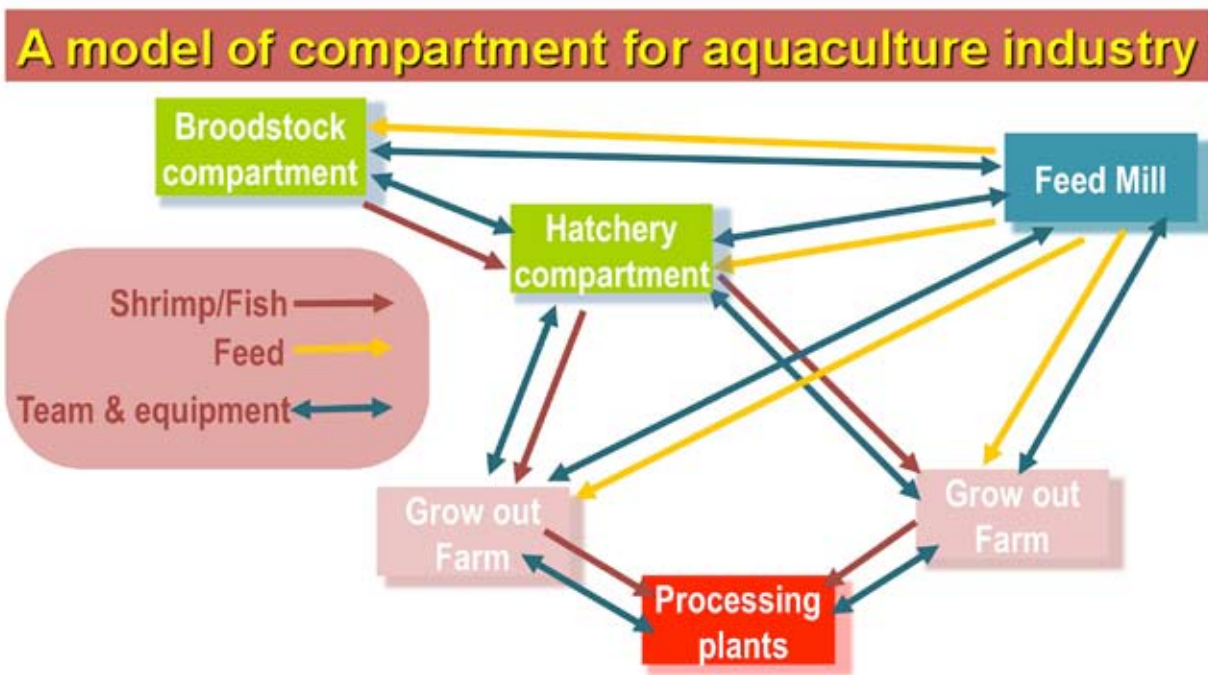 A model of compartment for aquaculture industry
Broodstock
compartment
Feed Mill
Hatchery
compartment
Shrimp/Fish
Feed
Team & equipment
Grow out
Farm
Grow out
Farm
Processing
plants